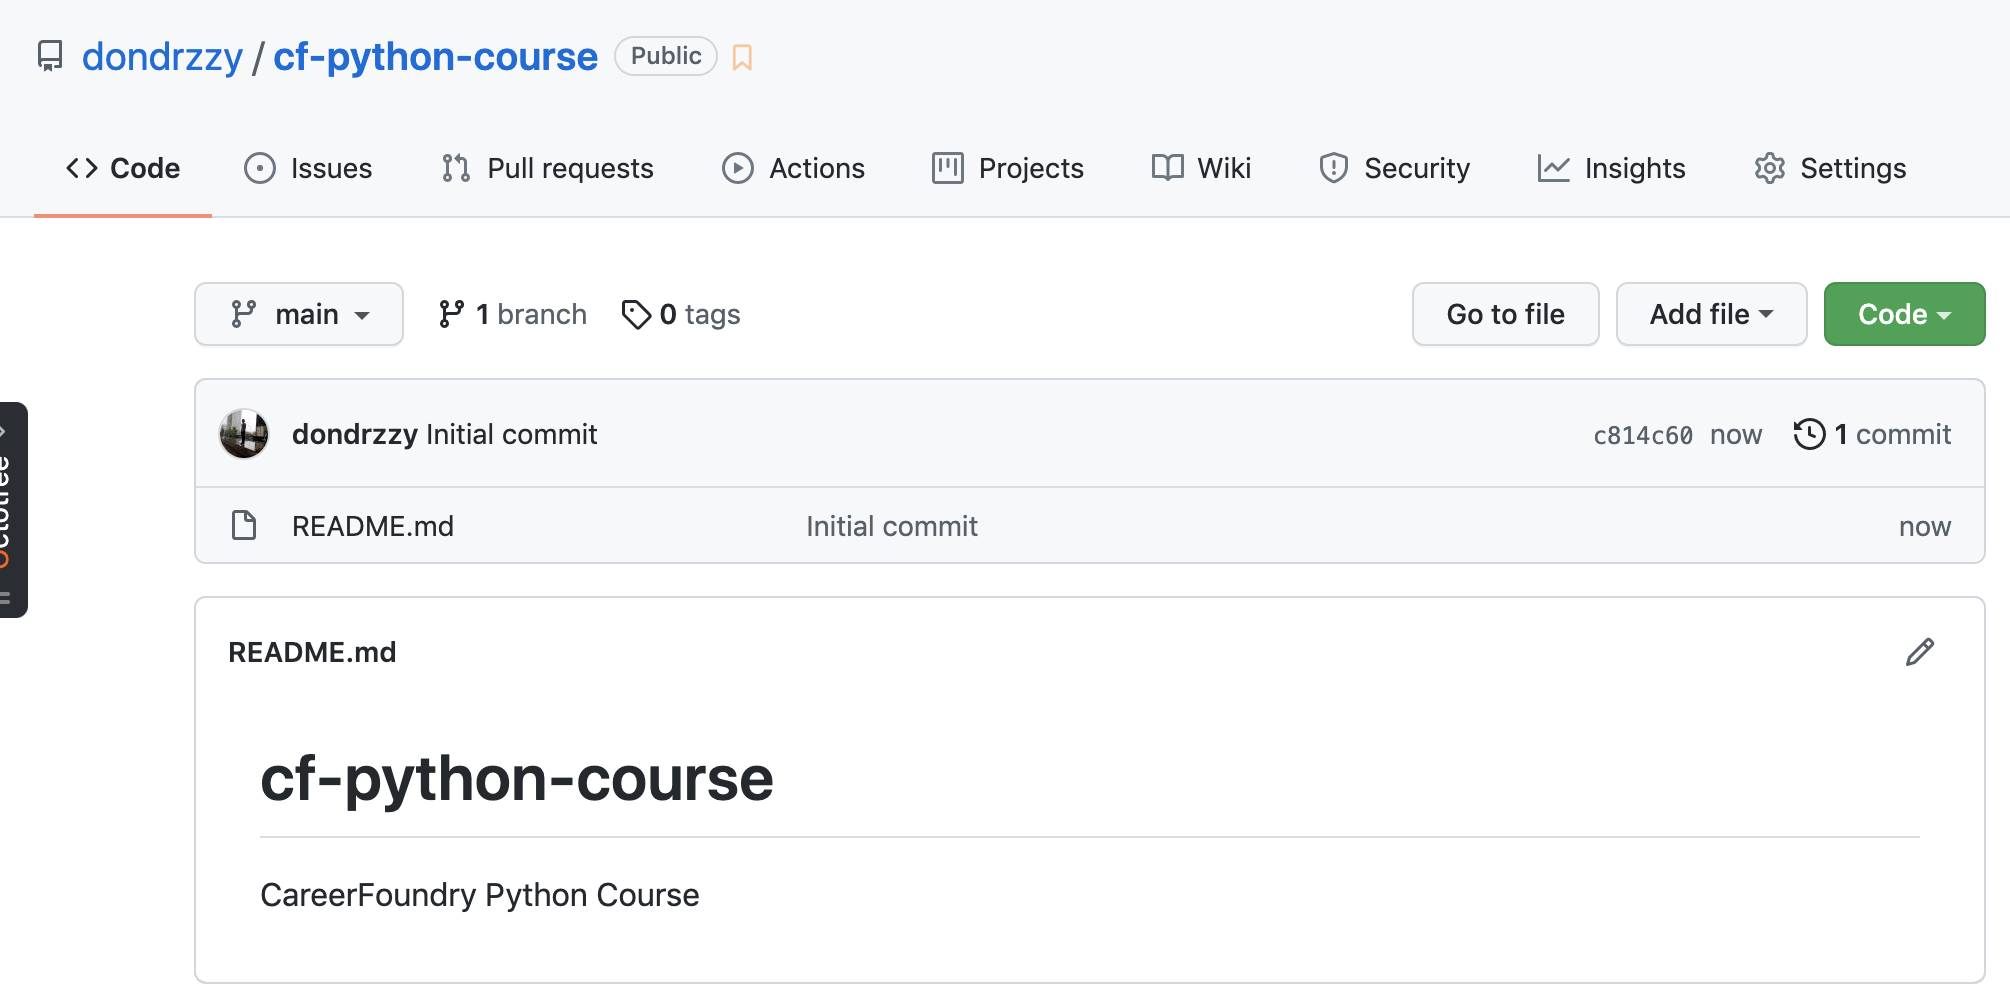 dondrzzy / cf-python-course Public
Code Issues Pull requests Actions Projects Wiki Security Insights Settings
main 1 branch 0 tags Go to file Add file Code
dondrzzy Initial commit c814c60 now 1 commit
README.md Initial commit now
Octotree
README.md
cf-python-course
CareerFoundry Python Course